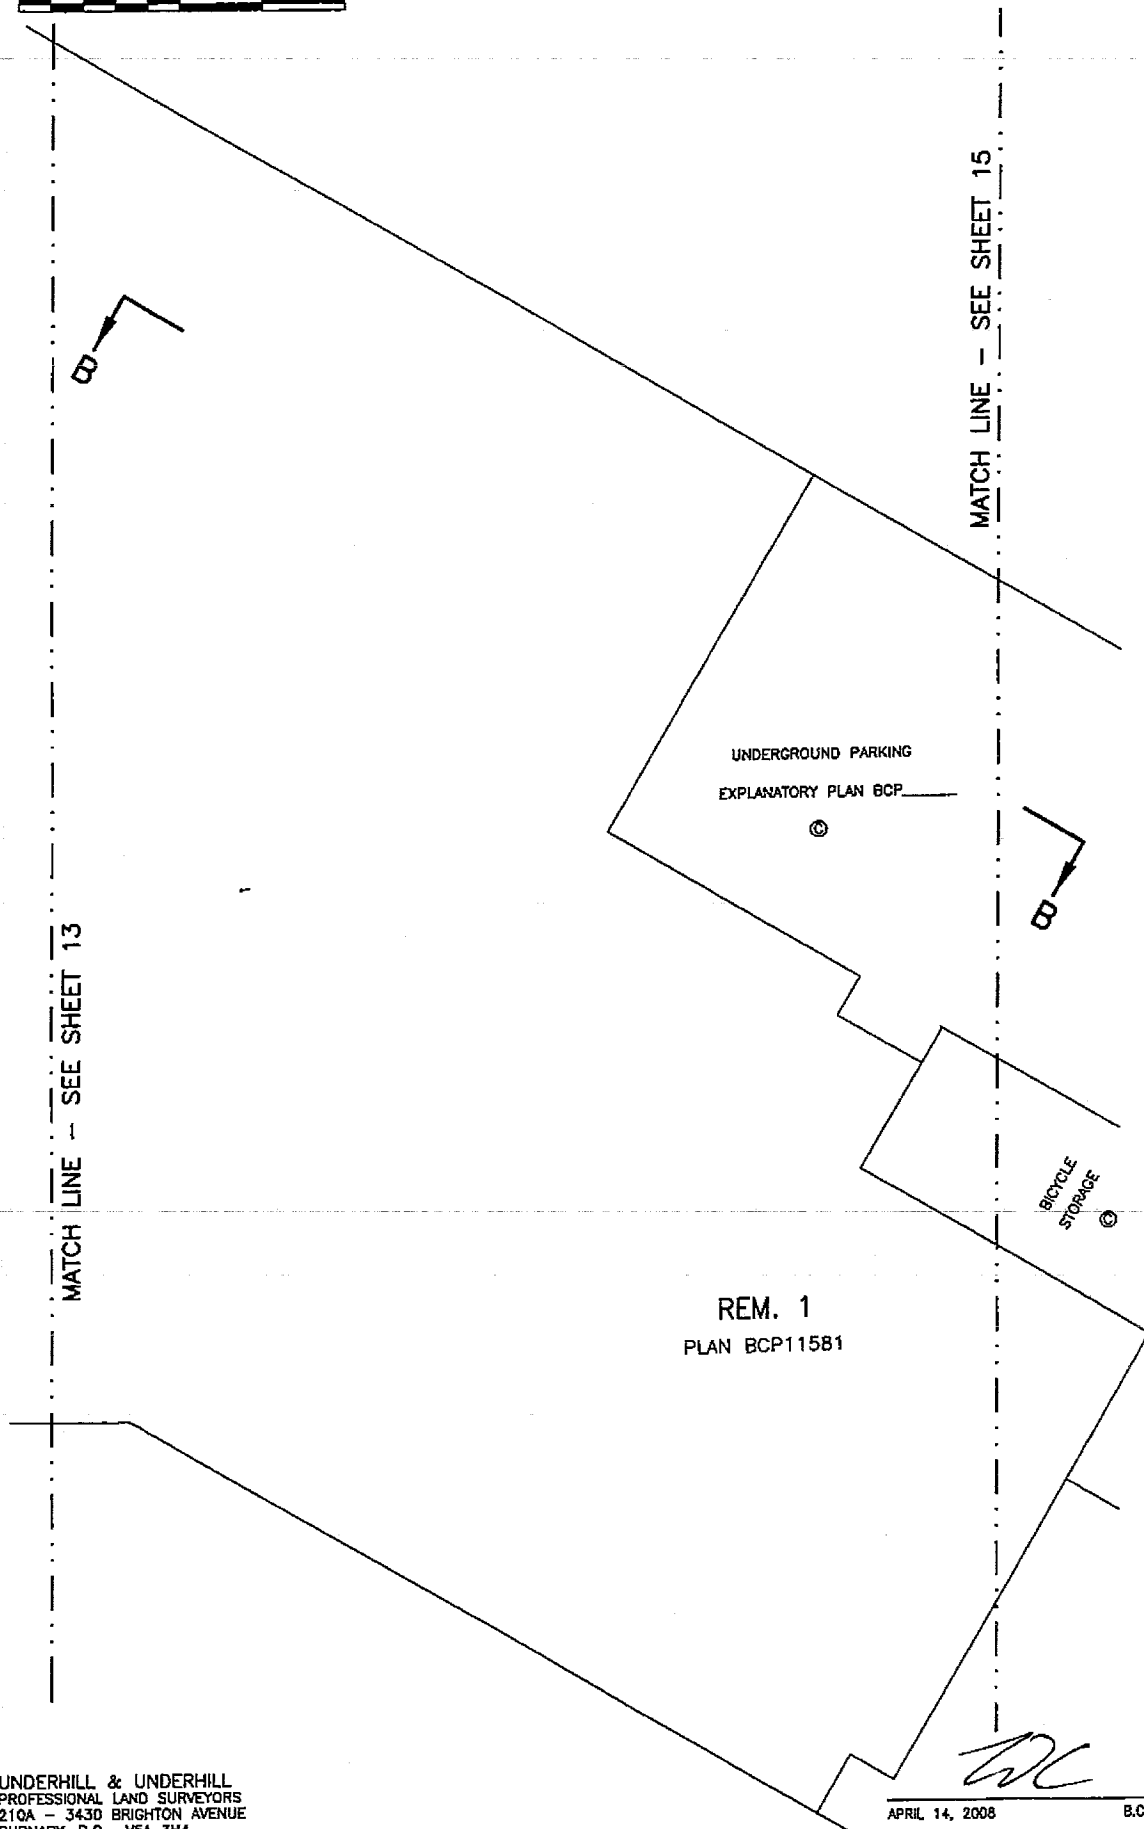 MATCH LINE - SEE SHEET 15
B
UNDERGROUND PARKING
EXPLANATORY PLAN BCP______
©
B
MATCH LINE - SEE SHEET 13
BICYCLE
STORAGE
©
REM. 1
PLAN BCP11581
UNDERHILL & UNDERHILL
PROFESSIONAL LAND SURVEYORS
210A - 3430 BRIGHTON AVENUE
APRIL 14, 2008
B.C